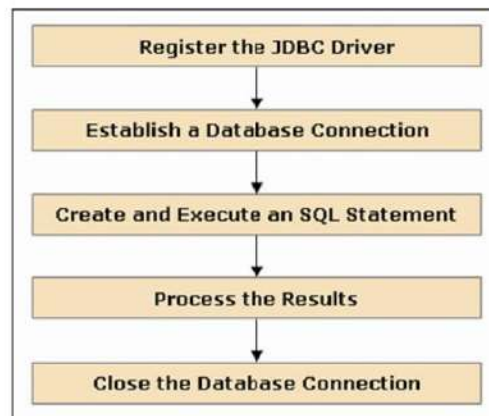 Register the JDBC Driver
Establish a Database Connection
Create and Execute an SQL Statement
Process the Results
Close the Database Connection